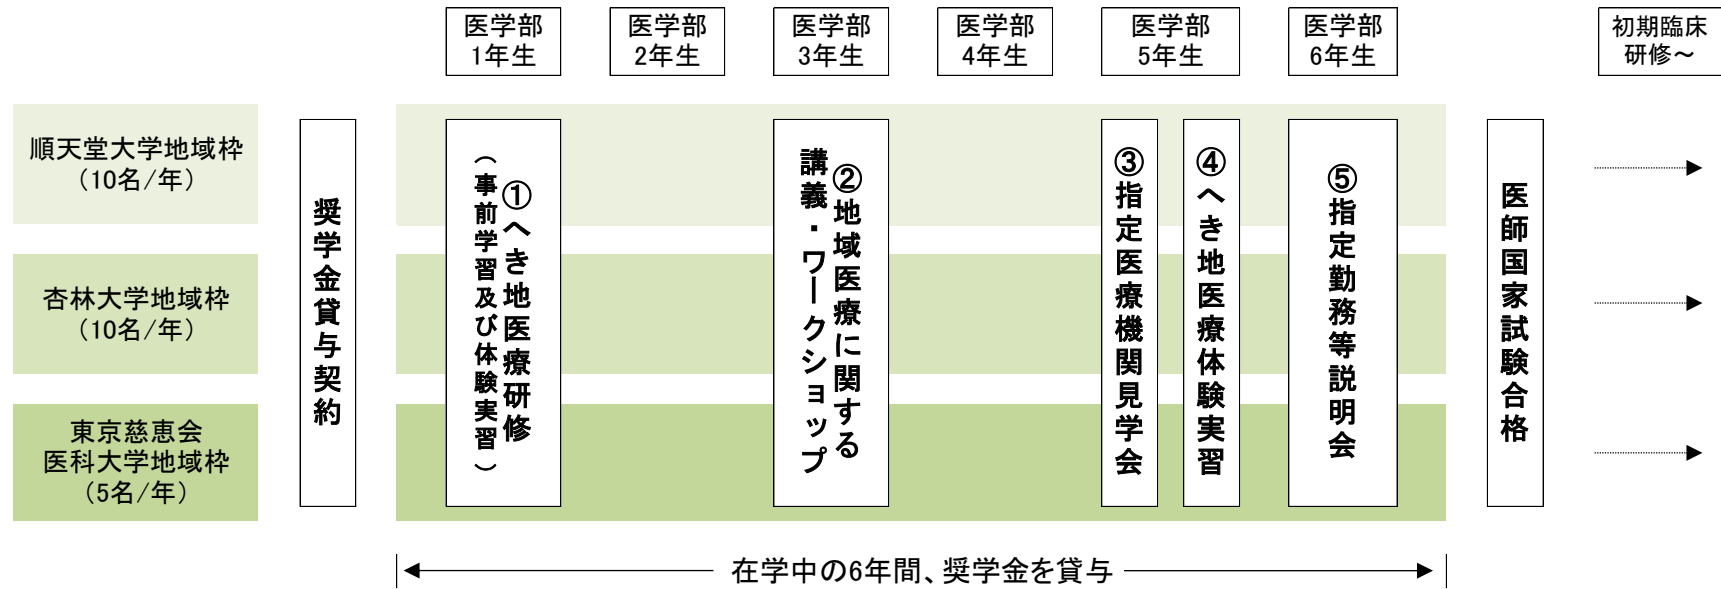 医学部
1年生
医学部
2年生
医学部
3年生
医学部
4年生
医学部
5年生
医学部
6年生
初期臨床
研修～
順天堂大学地域枠
（10名/年）
杏林大学地域枠
（10名/年）
東京慈恵会
医科大学地域枠
（5名/年）
奨学金貸与契約
①へき地医療研修
（事前学習及び体験実習）
②地域医療に関する
講義・ワークショップ
③指定医療機関見学会
④へき地医療体験実習
⑤指定勤務等説明会
医師国家試験合格
在学中の6年間、奨学金を貸与